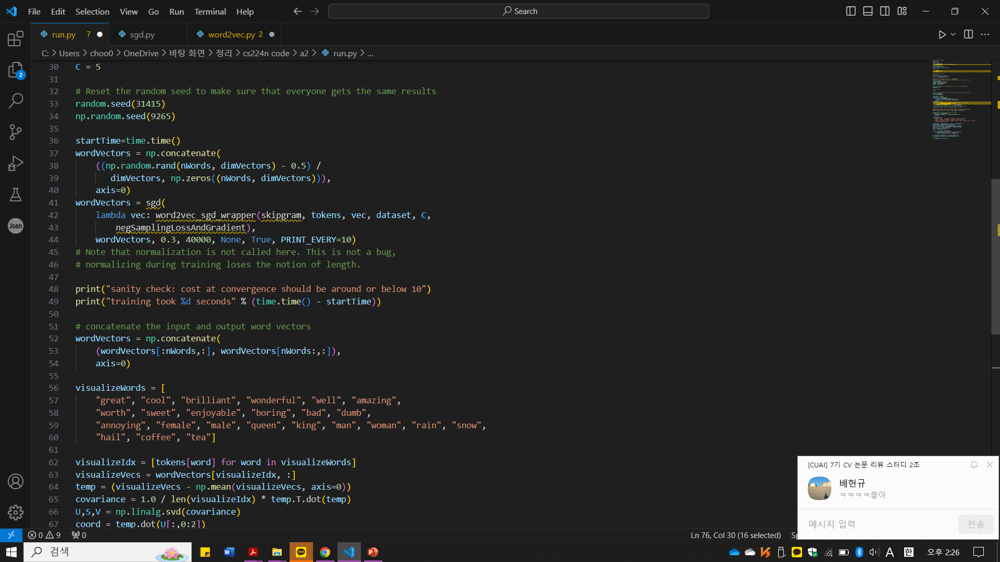 File Edit Selection View Go Run Terminal Help
Search
run.py 7
sgd.py
word2vec.py 2
C: > Users > choo0 > OneDrive > 바탕 화면 > 정리 > cs224n code > a2 > run.py > ...
30 C = 5
31
32 # Reset the random seed to make sure that everyone gets the same results
33 random.seed(31415)
34 np.random.seed(9265)
35
36 startTime=time.time()
37 wordVectors = np.concatenate(
38 ((np.random.rand(nWords, dimVectors) - 0.5) /
39 dimVectors, np.zeros((nWords, dimVectors))),
40 axis=0)
41 wordVectors = sgd(
42 lambda vec: word2vec_sgd_wrapper(skipgram, tokens, vec, dataset, C,
43 negSamplingLossAndGradient),
44 wordVectors, 0.3, 40000, None, True, PRINT_EVERY=10)
45 # Note that normalization is not called here. This is not a bug,
46 # normalizing during training loses the notion of length.
47
48 print("sanity check: cost at convergence should be around or below 10")
49 print("training took %d seconds" % (time.time() - startTime))
50
51 # concatenate the input and output word vectors
52 wordVectors = np.concatenate(
53 (wordVectors[:nWords,:], wordVectors[nWords:,:]),
54 axis=0)
55
56 visualizeWords = [
57 "great", "cool", "brilliant", "wonderful", "well", "amazing",
58 "worth", "sweet", "enjoyable", "boring", "bad", "dumb",
59 "annoying", "female", "male", "queen", "king", "man", "woman", "rain", "snow",
60 "hail", "coffee", "tea"]
61
62 visualizeIdx = [tokens[word] for word in visualizeWords]
63 visualizeVecs = wordVectors[visualizeIdx, :]
64 temp = (visualizeVecs - np.mean(visualizeVecs, axis=0))
65 covariance = 1.0 / len(visualizeIdx) * temp.T.dot(temp)
66 U,S,V = np.linalg.svd(covariance)
67 coord = temp.dot(U[:,0:2])
2
Json
[CUAI] 7기 CV 논문 리뷰 스터디 2조
배현규
ㅋㅋㅋㅋ좋아
메시지 입력
전송
0 9 0
Ln 76, Col 30 (16 selected) Sp
검색
TALK
A 한 오후 2:26